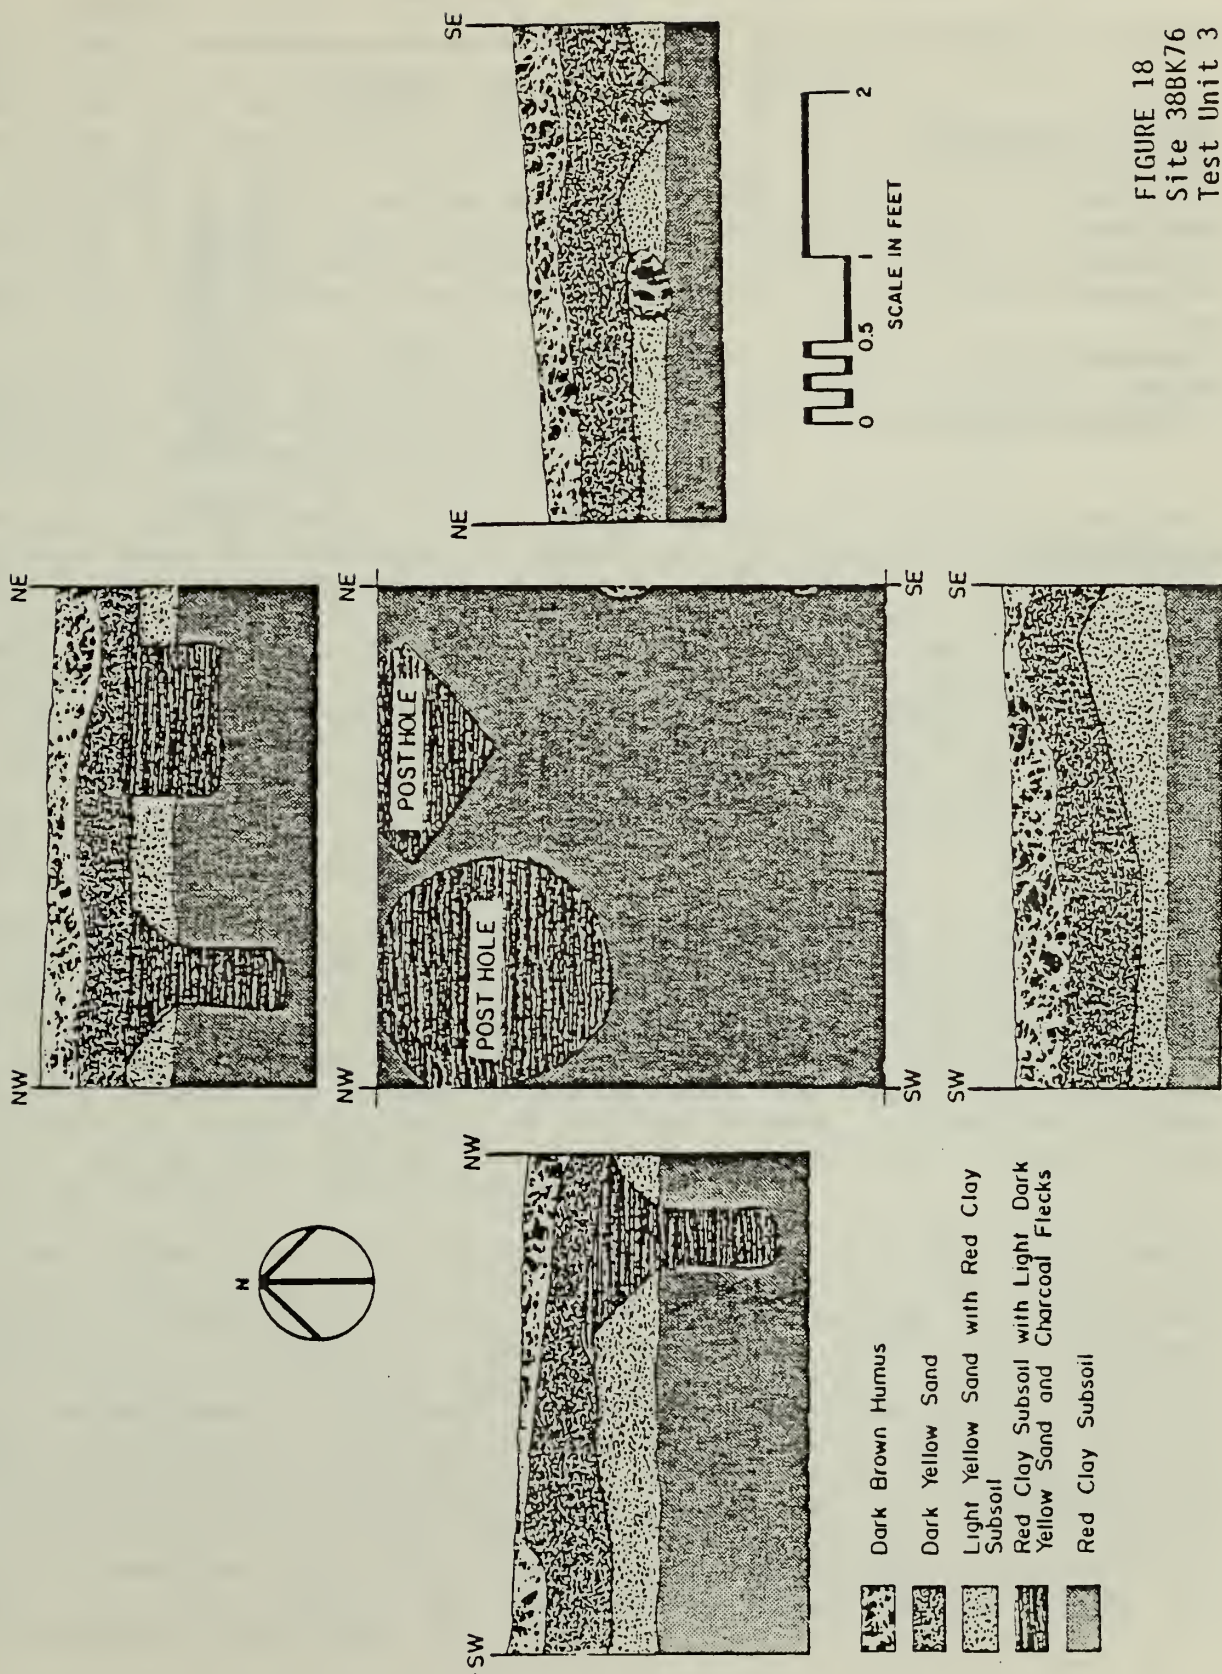 NW
NE
NW
NE
POST HOLE
POST HOLE
SW
SE
SW
SE
SW
NW
NE
SE
N
0
0.5
1
2
SCALE IN FEET
Dark Brown Humus
Dark Yellow Sand
Light Yellow Sand with Red Clay
Subsoil
Red Clay Subsoil with Light Dark
Yellow Sand and Charcoal Flecks
Red Clay Subsoil
FIGURE 18
Site 38BK76
Test Unit 3